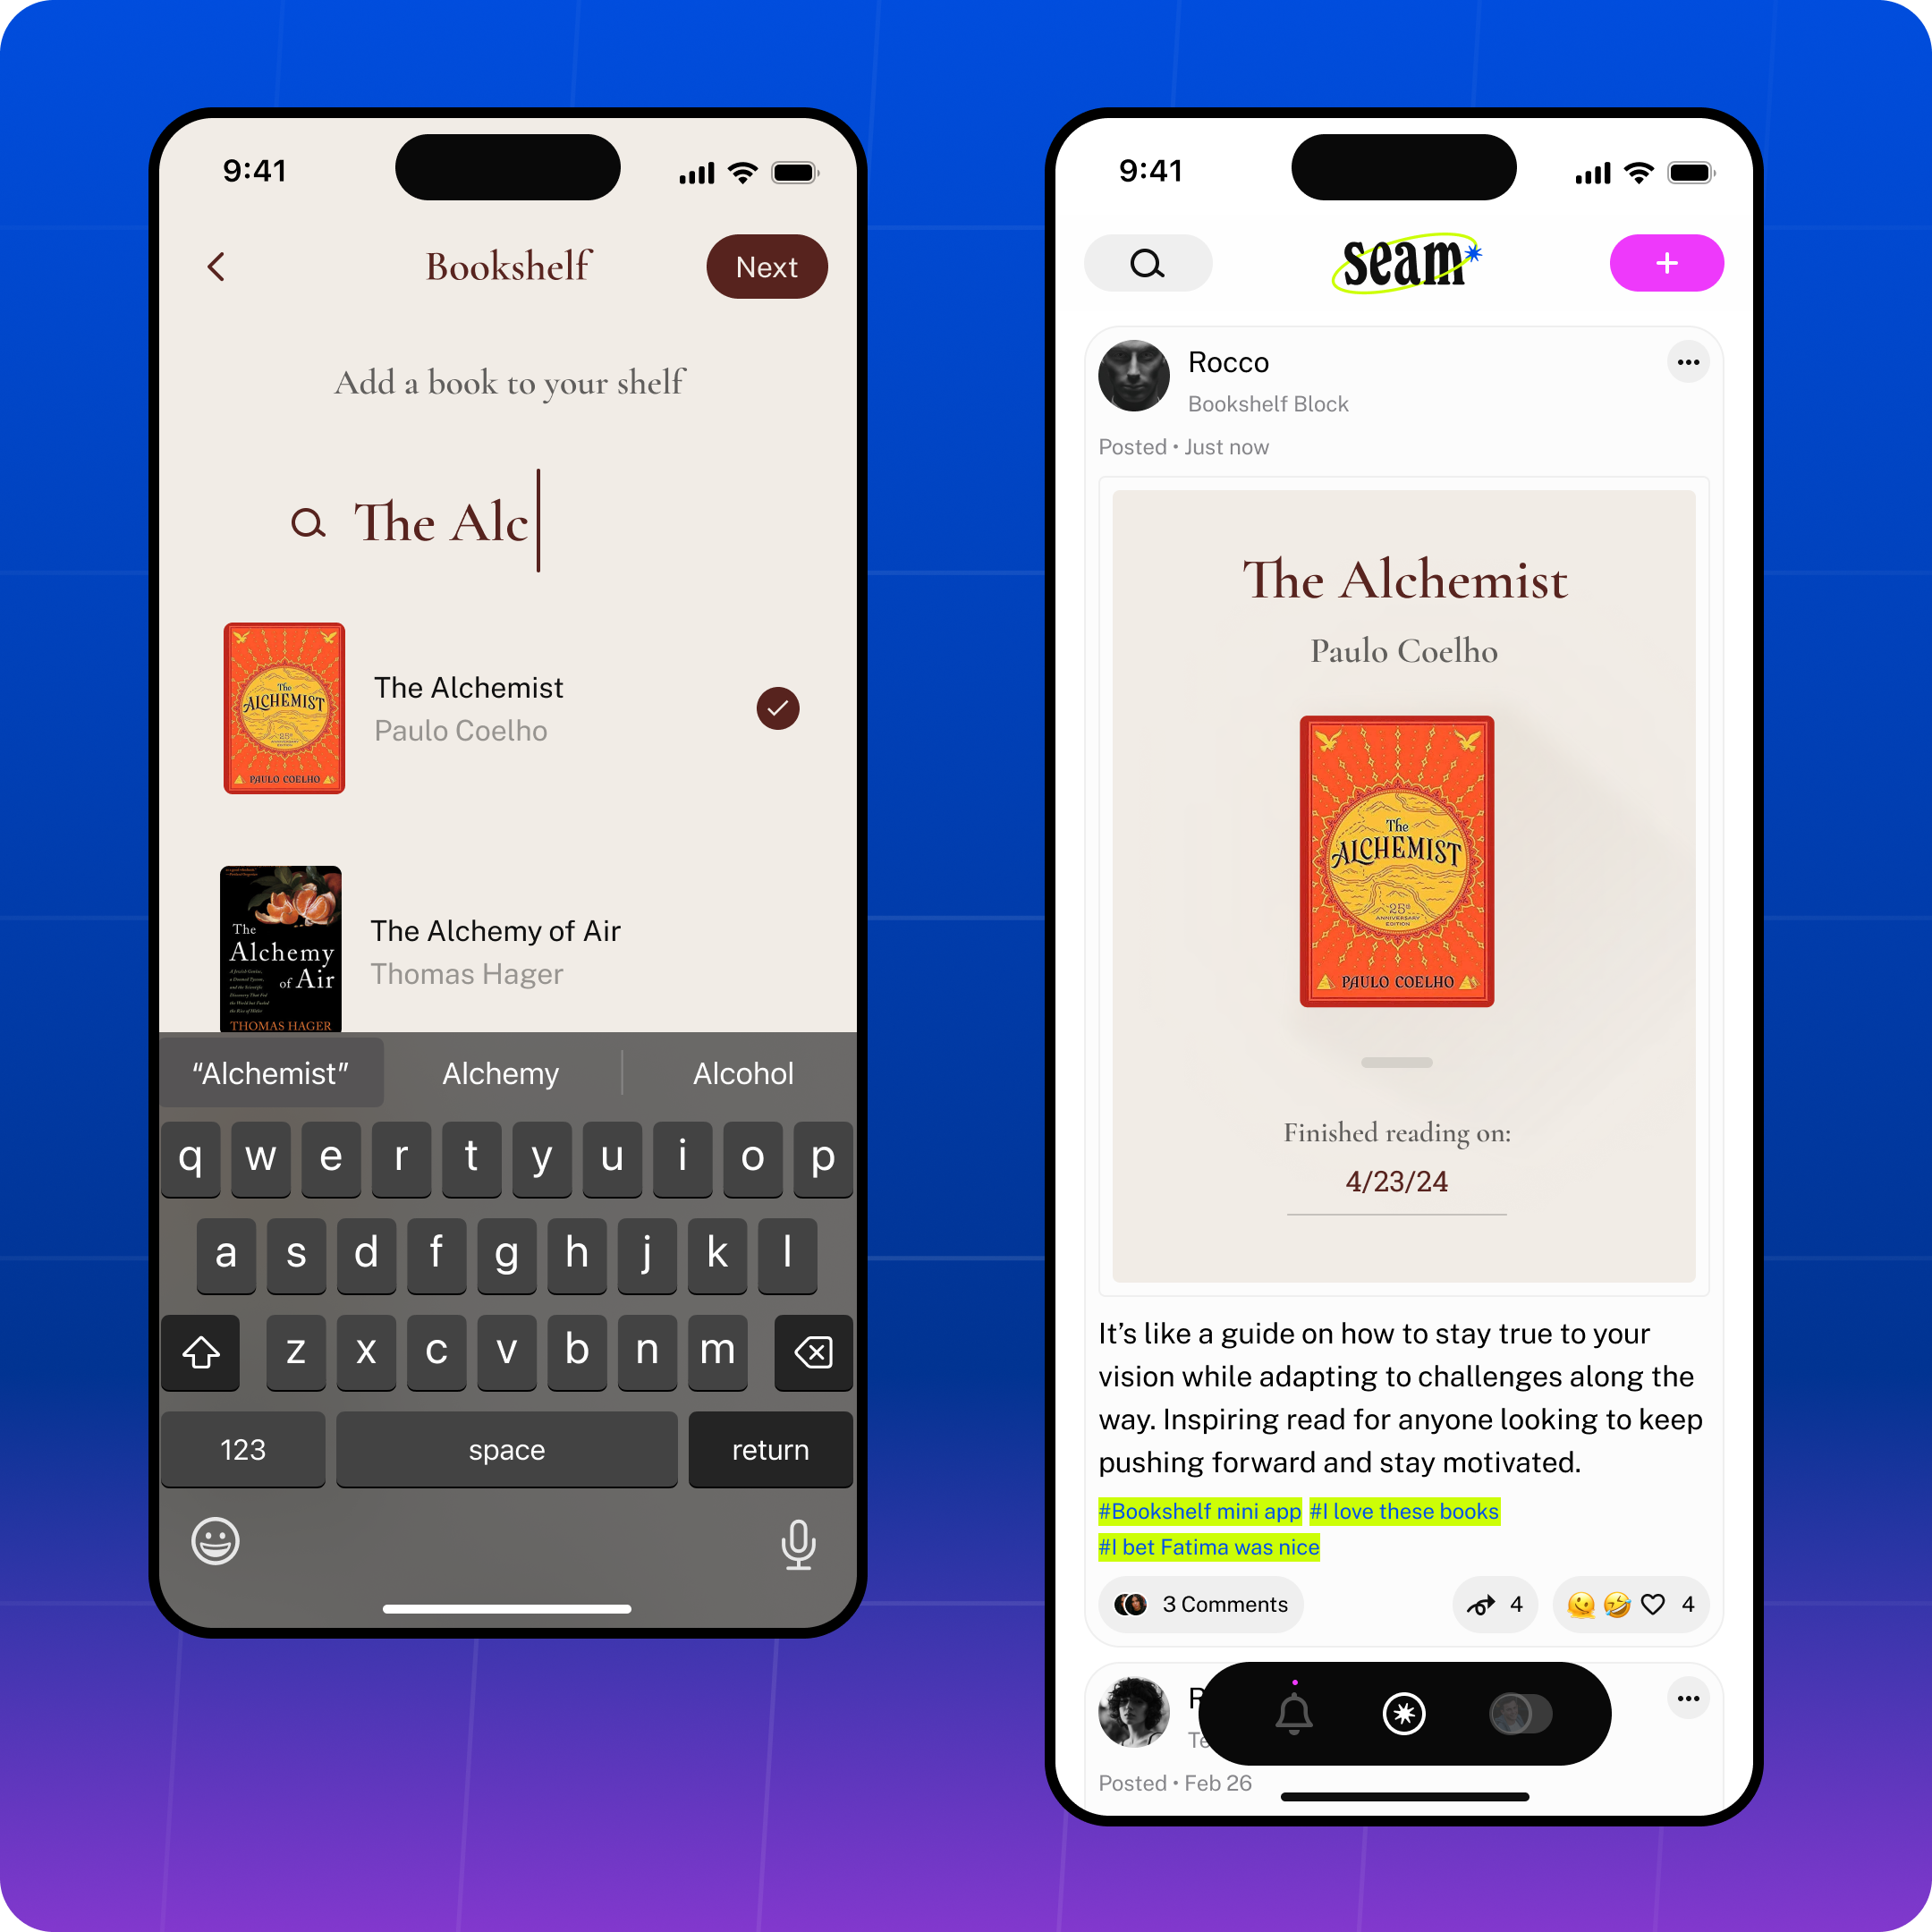 9:41
Bookshelf
Next
Add a book to your shelf
The Alc
The
ALCHEMIST
25th
ANNIVERSARY
EDITION
PAULO COELHO
The Alchemist
Paulo Coelho
The
Alchemy
of Air
THOMAS HAGER
The Alchemy of Air
Thomas Hager
“Alchemist” Alchemy Alcohol
q w e r t y u i o p
a s d f g h j k l
z x c v b n m
123 space return
9:41
seam
Rocco
Bookshelf Block
Posted • Just now
The Alchemist
Paulo Coelho
The
ALCHEMIST
25th
ANNIVERSARY
EDITION
PAULO COELHO
Finished reading on:
4/23/24
It’s like a guide on how to stay true to your
vision while adapting to challenges along the
way. Inspiring read for anyone looking to keep
pushing forward and stay motivated.
#Bookshelf mini app #I love these books
#I bet Fatima was nice
3 Comments 4 4
Posted • Feb 26